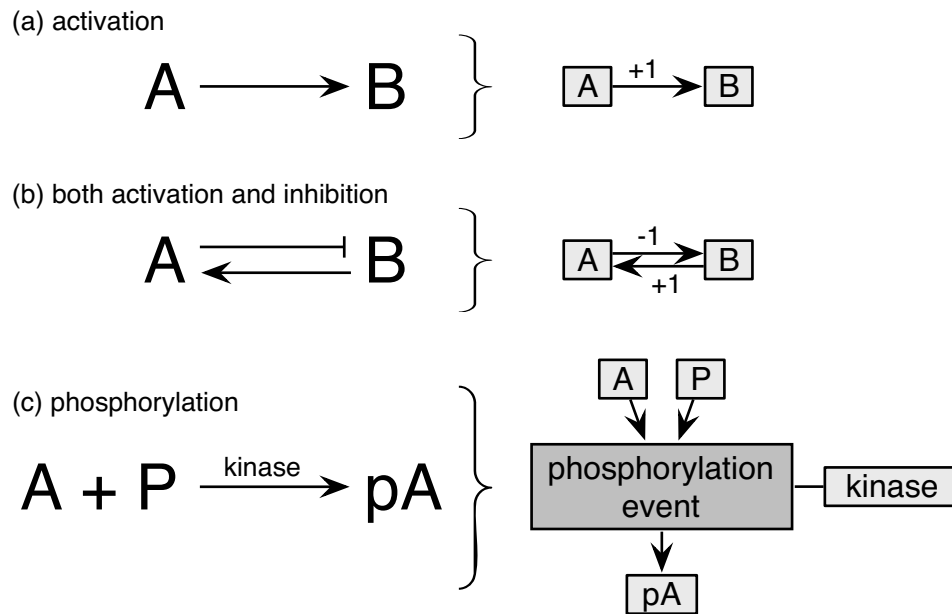 (a) activation
A B A +1 B
(b) both activation and inhibition
A B A -1 B
+1
(c) phosphorylation
A P
A + P kinase pA
phosphorylation
event
kinase
pA